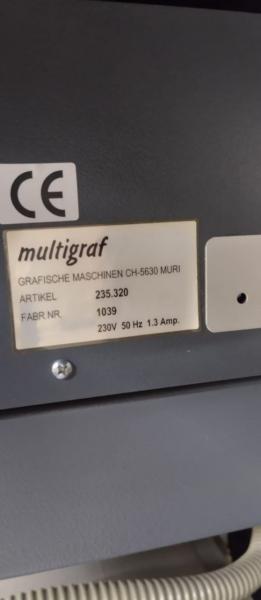 CE
multigraf
GRAFISCHE MASCHINEN CH-5630 MURI
ARTIKEL 235.320
FABR.NR. 1039
230V 50 Hz 1.3 Amp.